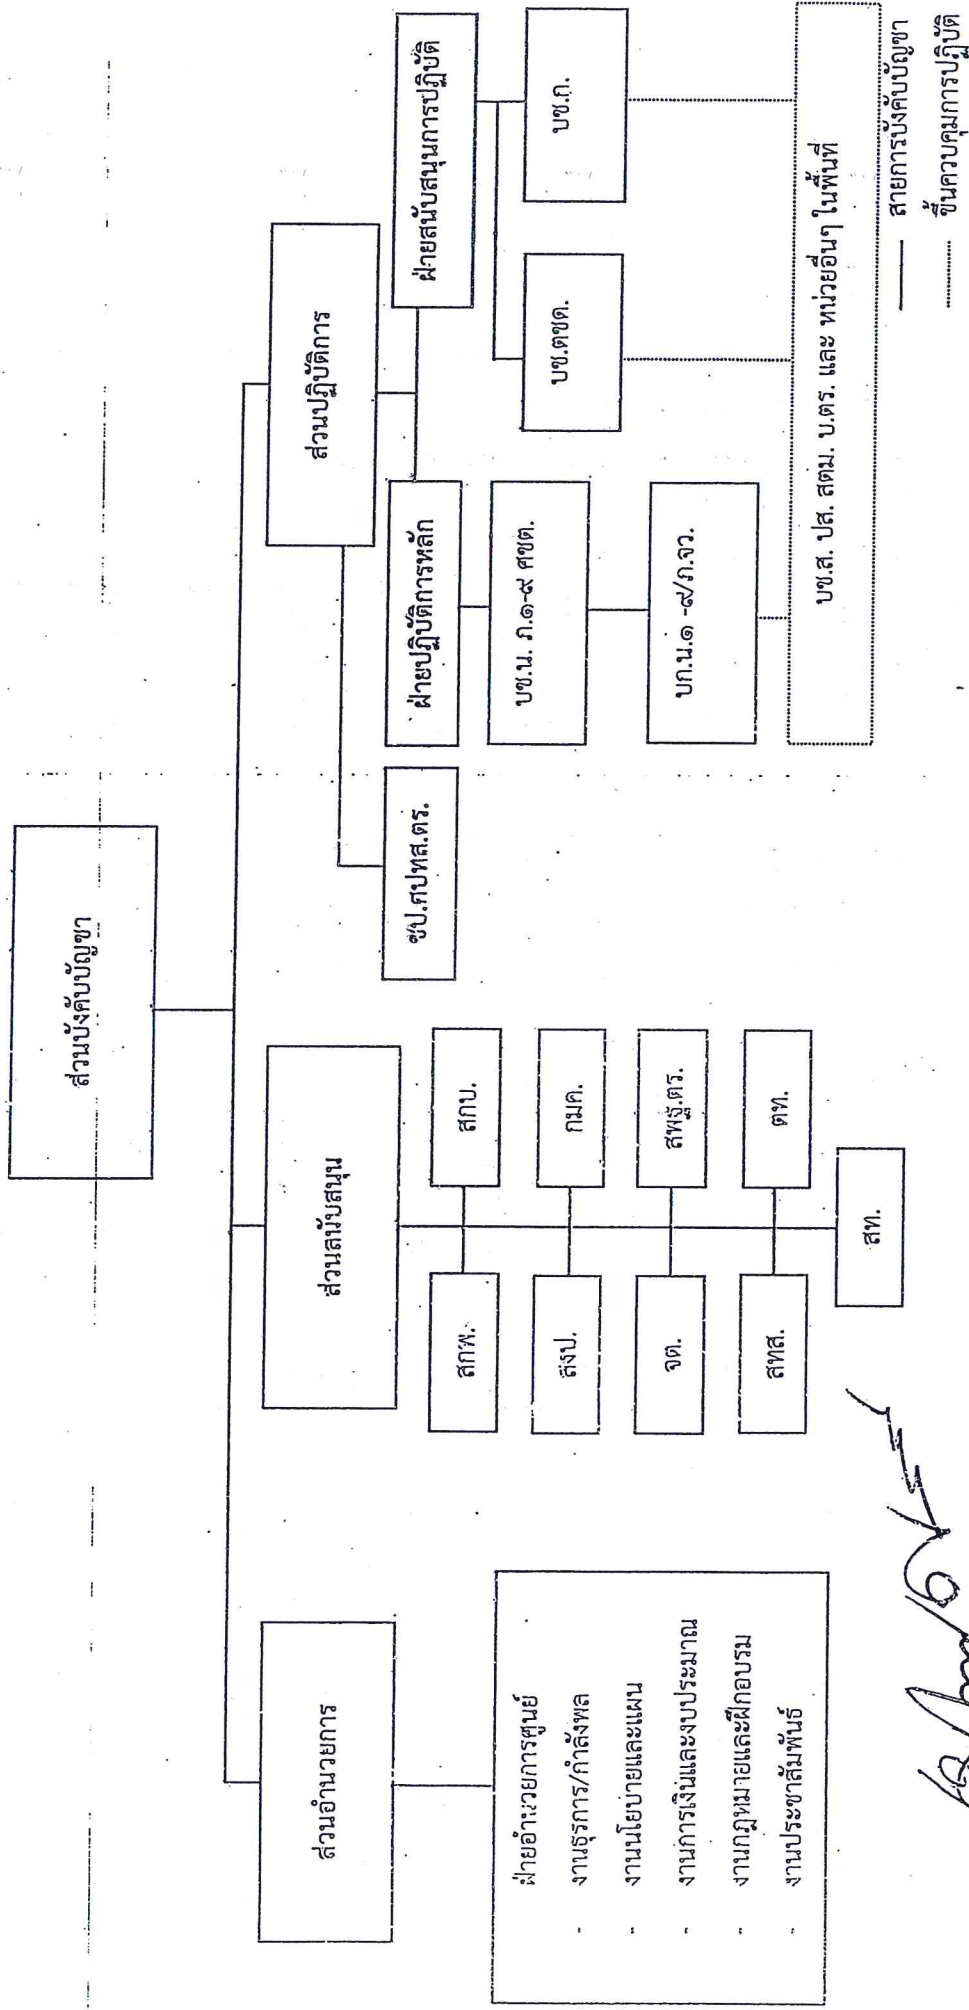 ส่วนบังคับบัญชา
ส่วนอำนวยการ
ส่วนสนับสนุน
ส่วนปฏิบัติการ
ฝ่ายอำนวยการศูนย์
- งานธุรการ/กำลังพล
- งานนโยบายและแผน
- งานการเงินและงบประมาณ
- งานกฎหมายและฝึกอบรม
- งานประชาสัมพันธ์
สกพ.
สกบ.
สงป.
กมค.
จต.
สพฐ.ตร.
สทส.
ตท.
สท.
ชป.ศปทส.ตร.
ฝ่ายปฏิบัติการหลัก
ฝ่ายสนับสนุนการปฏิบัติ
บช.น. ภ.๑-๙ ศชต.
บช.ตชด.
บช.ก.
บก.น.๑ -๙/ภ.จว.
บช.ส. ปส. สตม. บ.ตร. และ หน่วยอื่นๆ ในพื้นที่
สายการบังคับบัญชา
ขึ้นควบคุมการปฏิบัติ